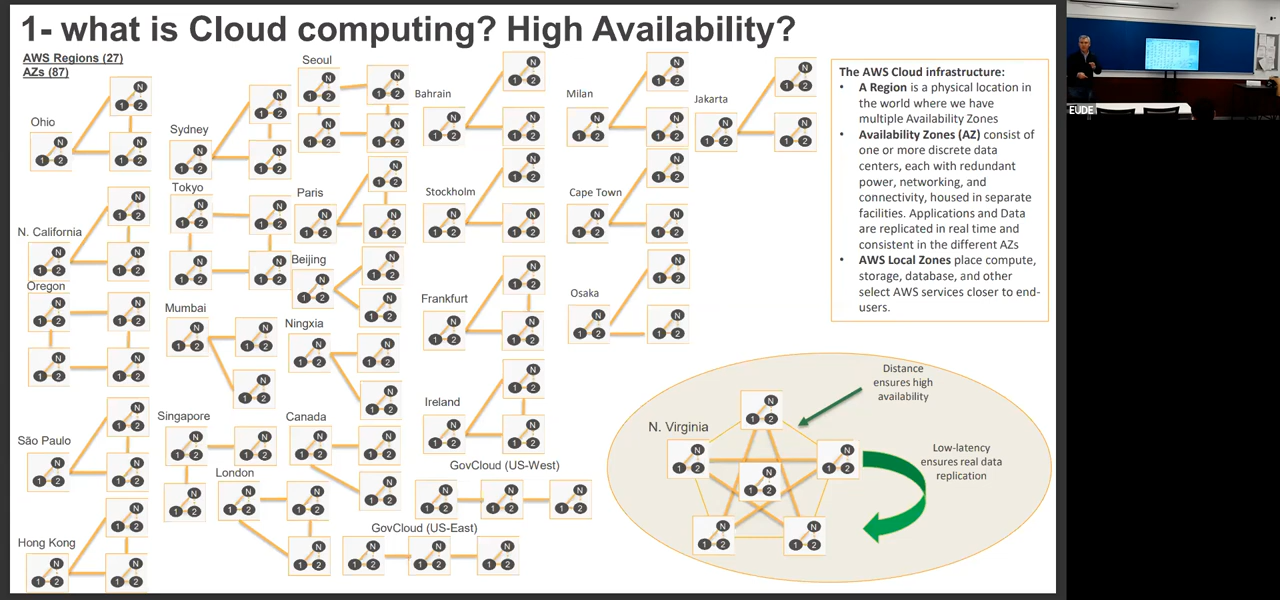 1- what is Cloud computing? High Availability?
AWS Regions (27)
AZs (87)
Ohio
N. California
Oregon
São Paulo
Hong Kong
Sydney
Tokyo
Mumbai
Singapore
London
Seoul
Paris
Beijing
Ningxia
Canada
GovCloud (US-East)
Bahrain
Stockholm
Frankfurt
Ireland
GovCloud (US-West)
Milan
Cape Town
Osaka
Jakarta
The AWS Cloud infrastructure:
• A Region is a physical location in
the world where we have
multiple Availability Zones
• Availability Zones (AZ) consist of
one or more discrete data
centers, each with redundant
power, networking, and
connectivity, housed in separate
facilities. Applications and Data
are replicated in real time and
consistent in the different AZs
• AWS Local Zones place compute,
storage, database, and other
select AWS services closer to end-
users.
N. Virginia
Distance
ensures high
availability
Low-latency
ensures real data
replication
N
1 2
EUDE